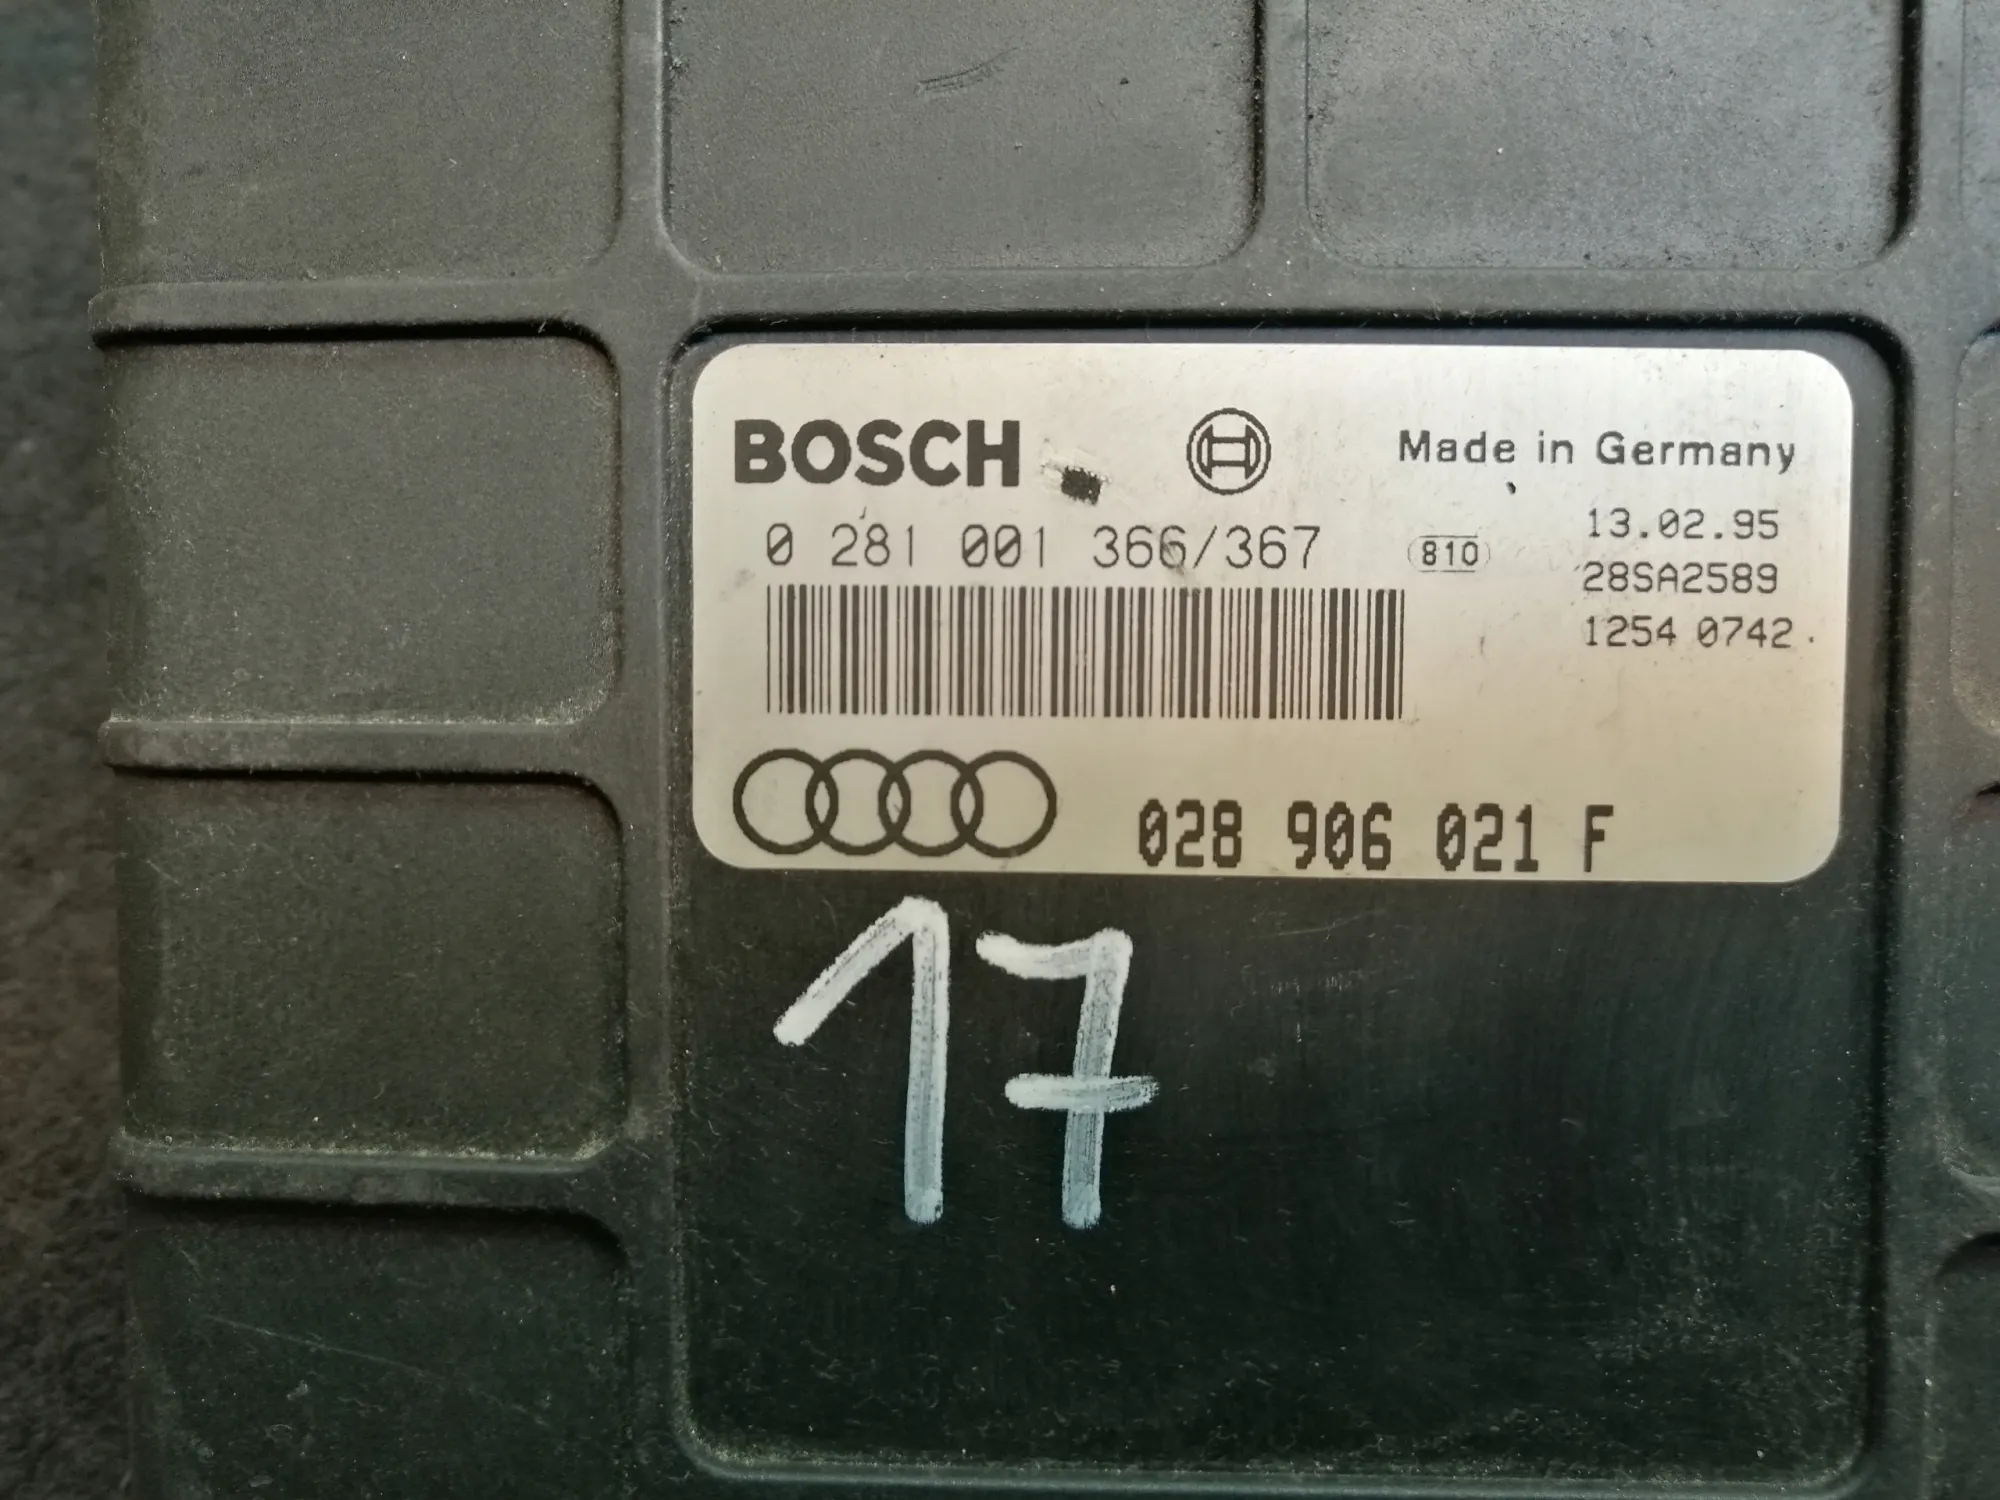 BOSCH
Made in Germany
0 281 001 366/367
810
13.02.95
28SA2589
1254 0742
028 906 021 F
17